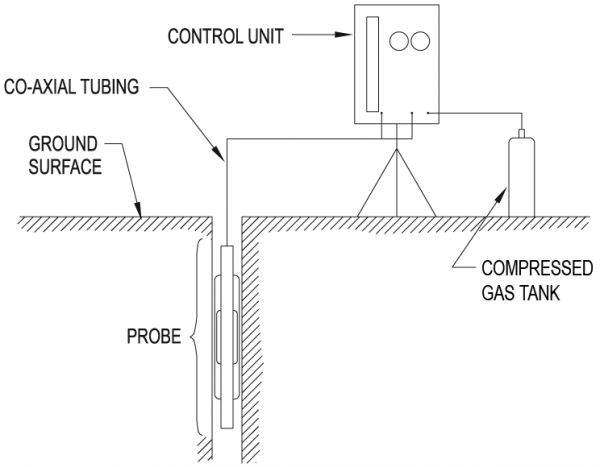 CONTROL UNIT
CO-AXIAL TUBING
GROUND
SURFACE
COMPRESSED
GAS TANK
PROBE